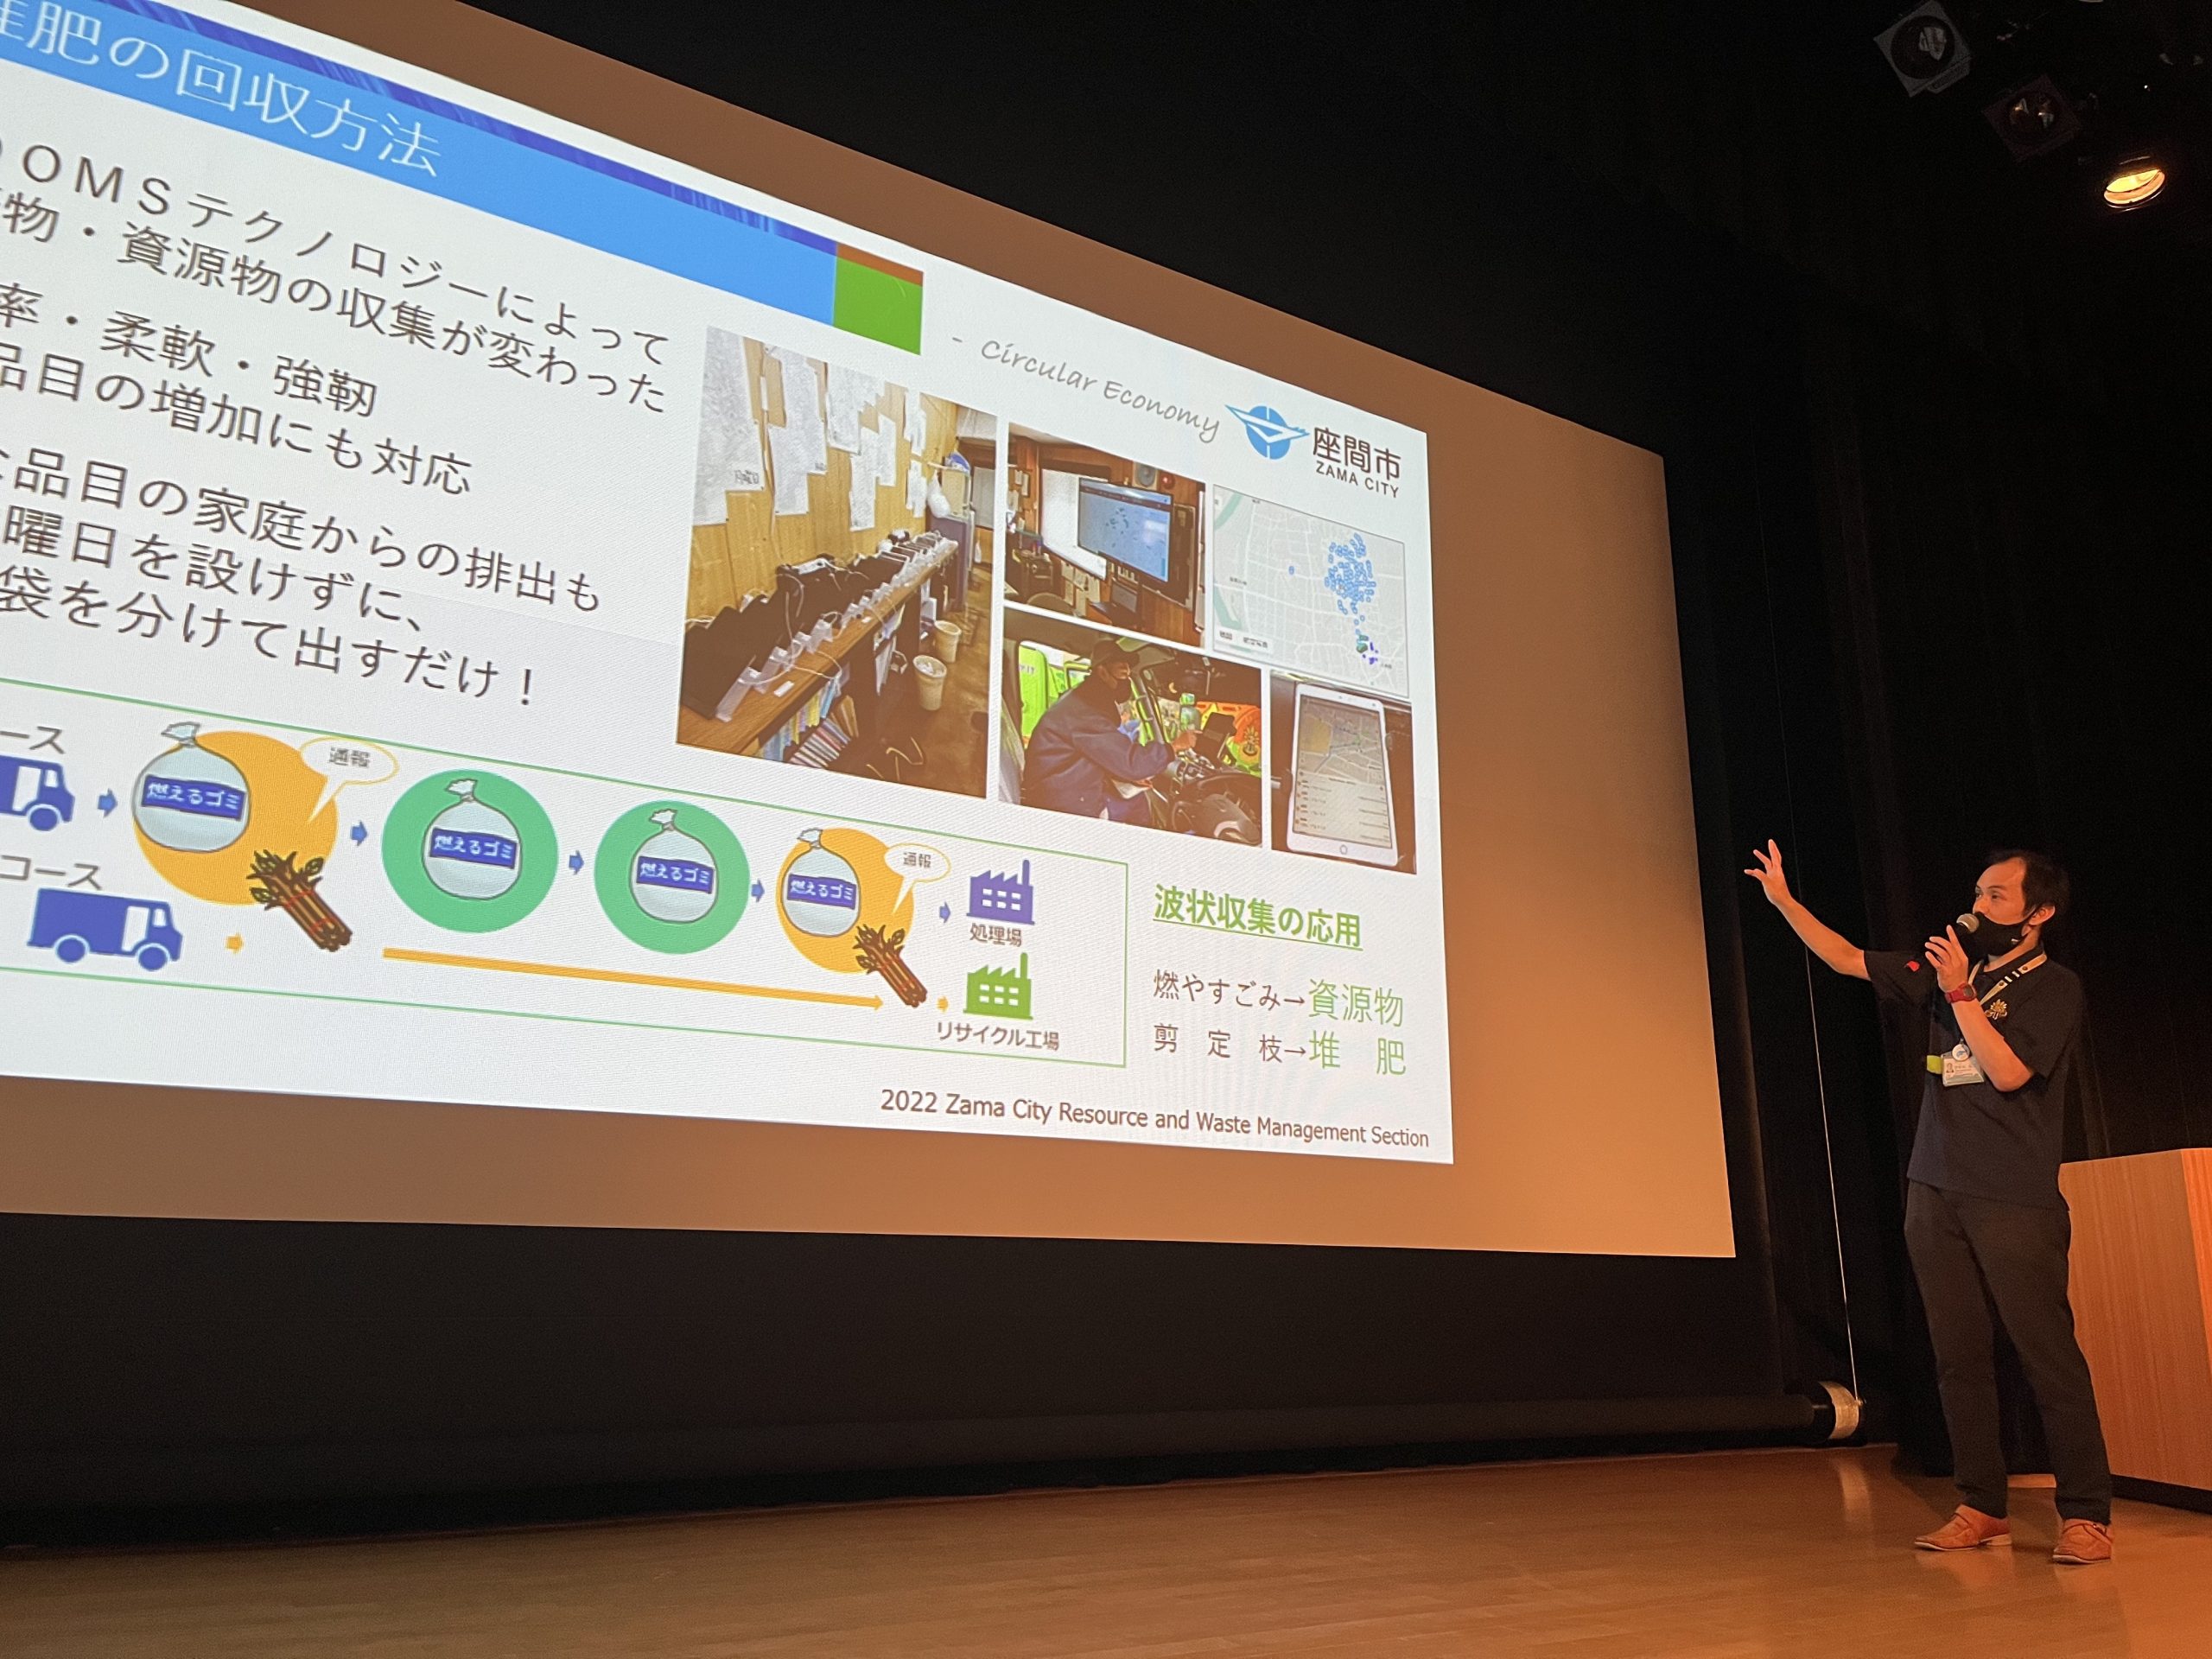 堆肥の回収方法
OMSテクノロジーによって
物・資源物の収集が変わった
率・柔軟・強靭
品目の増加にも対応
品目の家庭からの排出も
曜日を設けずに、
袋を分けて出すだけ！
- Circular Economy
座間市
ZAMA CITY
ース
燃えるゴミ
通報
燃えるゴミ
燃えるゴミ
燃えるゴミ
通報
処理場
コース
リサイクル工場
波状収集の応用
燃やすごみ→資源物
剪　定　枝→堆　肥
2022 Zama City Resource and Waste Management Section